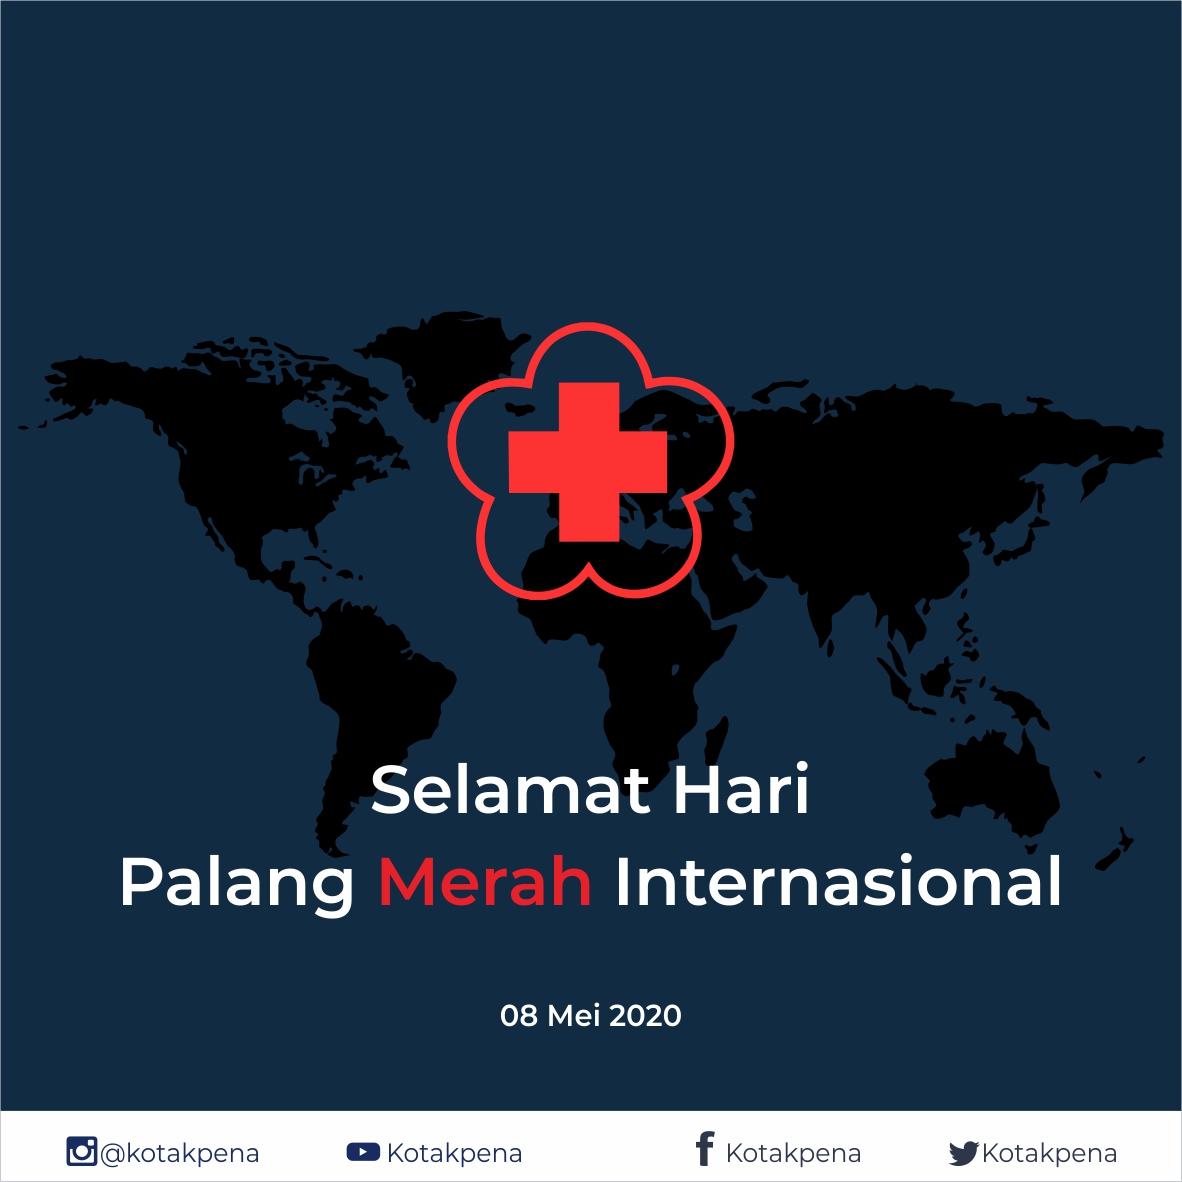 Selamat Hari
Palang Merah Internasional
08 Mei 2020
@kotakpena Kotakpena Kotakpena Kotakpena